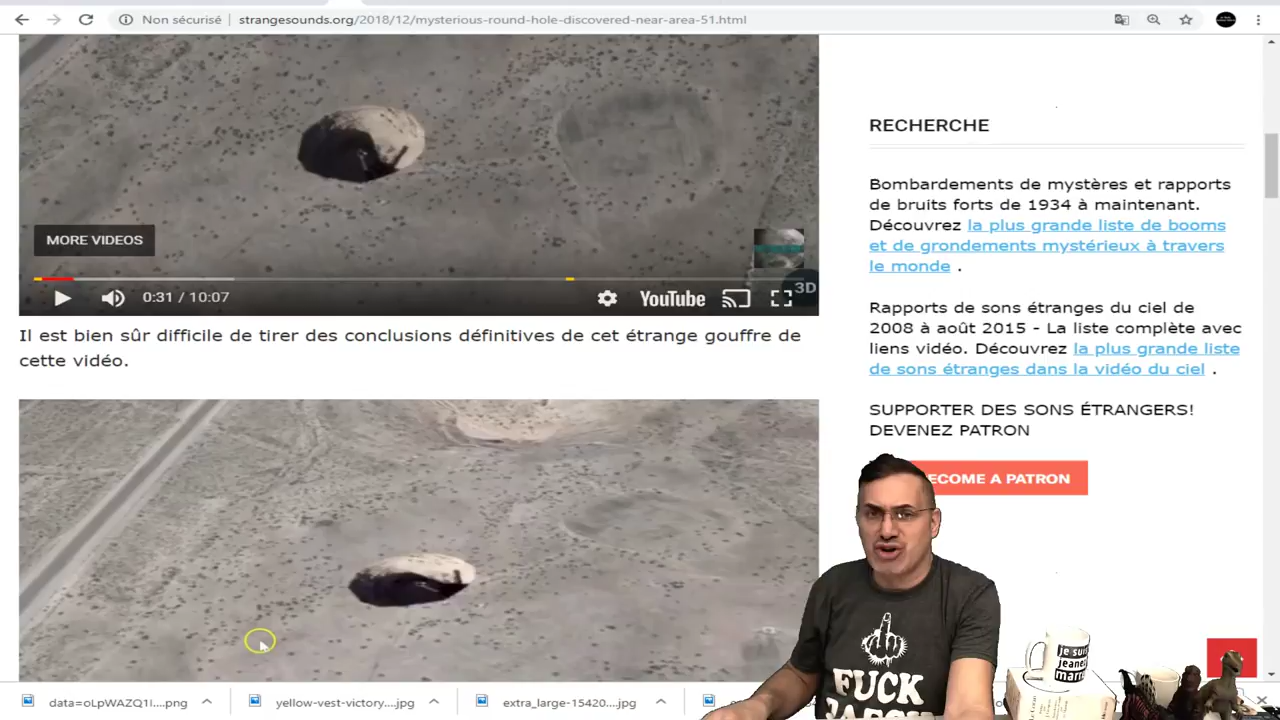 Non sécurisé
strangesounds.org/2018/12/mysterious-round-hole-discovered-near-area-51.html
MORE VIDEOS
0:31 / 10:07
YouTube
3D
Il est bien sûr difficile de tirer des conclusions définitives de cet étrange gouffre de
cette vidéo.
RECHERCHE
Bombardements de mystères et rapports
de bruits forts de 1934 à maintenant.
Découvrez la plus grande liste de booms
et de grondements mystérieux à travers
le monde .
Rapports de sons étranges du ciel de
2008 à août 2015 - La liste complète avec
liens vidéo. Découvrez la plus grande liste
de sons étranges dans la vidéo du ciel .
SUPPORTER DES SONS ÉTRANGERS!
DEVENEZ PATRON
ECOME A PATRON
FUCK
je suis
data=oLpWAZQ1I....png
yellow-vest-victory....jpg
extra_large-15420....jpg